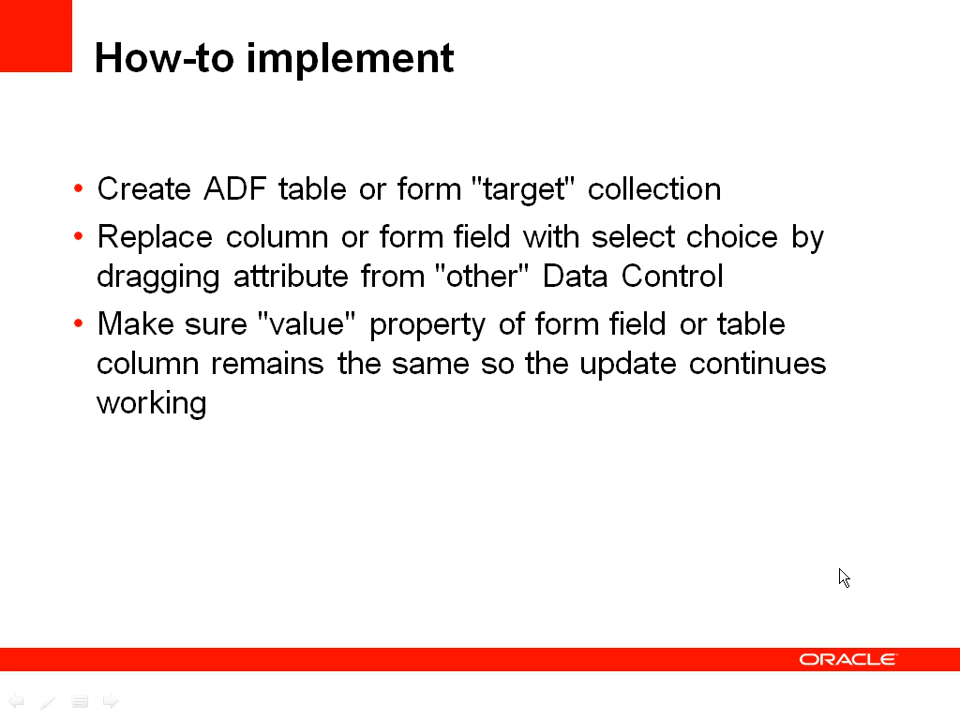 How-to implement
• Create ADF table or form "target" collection
• Replace column or form field with select choice by
dragging attribute from "other" Data Control
• Make sure "value" property of form field or table
column remains the same so the update continues
working
ORACLE